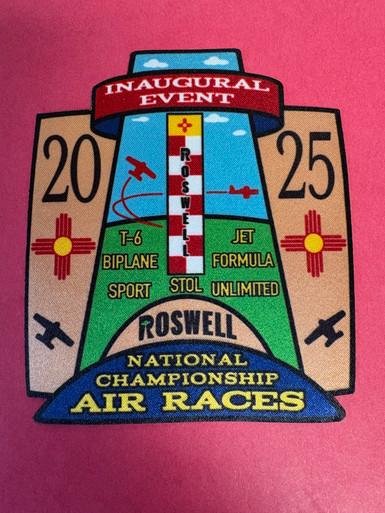 INAUGURAL
EVENT
20 25
ROSWELL
T-6 JET
BIPLANE FORMULA
SPORT STOL UNLIMITED
ROSWELL
NATIONAL
CHAMPIONSHIP
AIR RACES